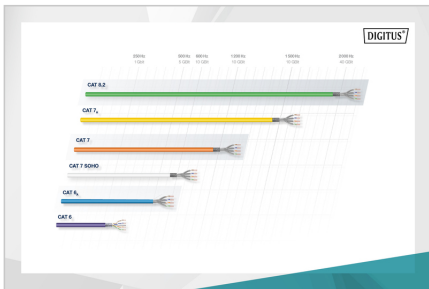 DIGITUS®
250 Hz 500 Hz 600 Hz 1200 Hz 1500 Hz 2000 Hz
1 GBit 5 GBit 10 GBit 10 GBit 10 GBit 40 GBit
CAT 8.2
CAT 7A
CAT 7
CAT 7 SOHO
CAT 6A
CAT 6